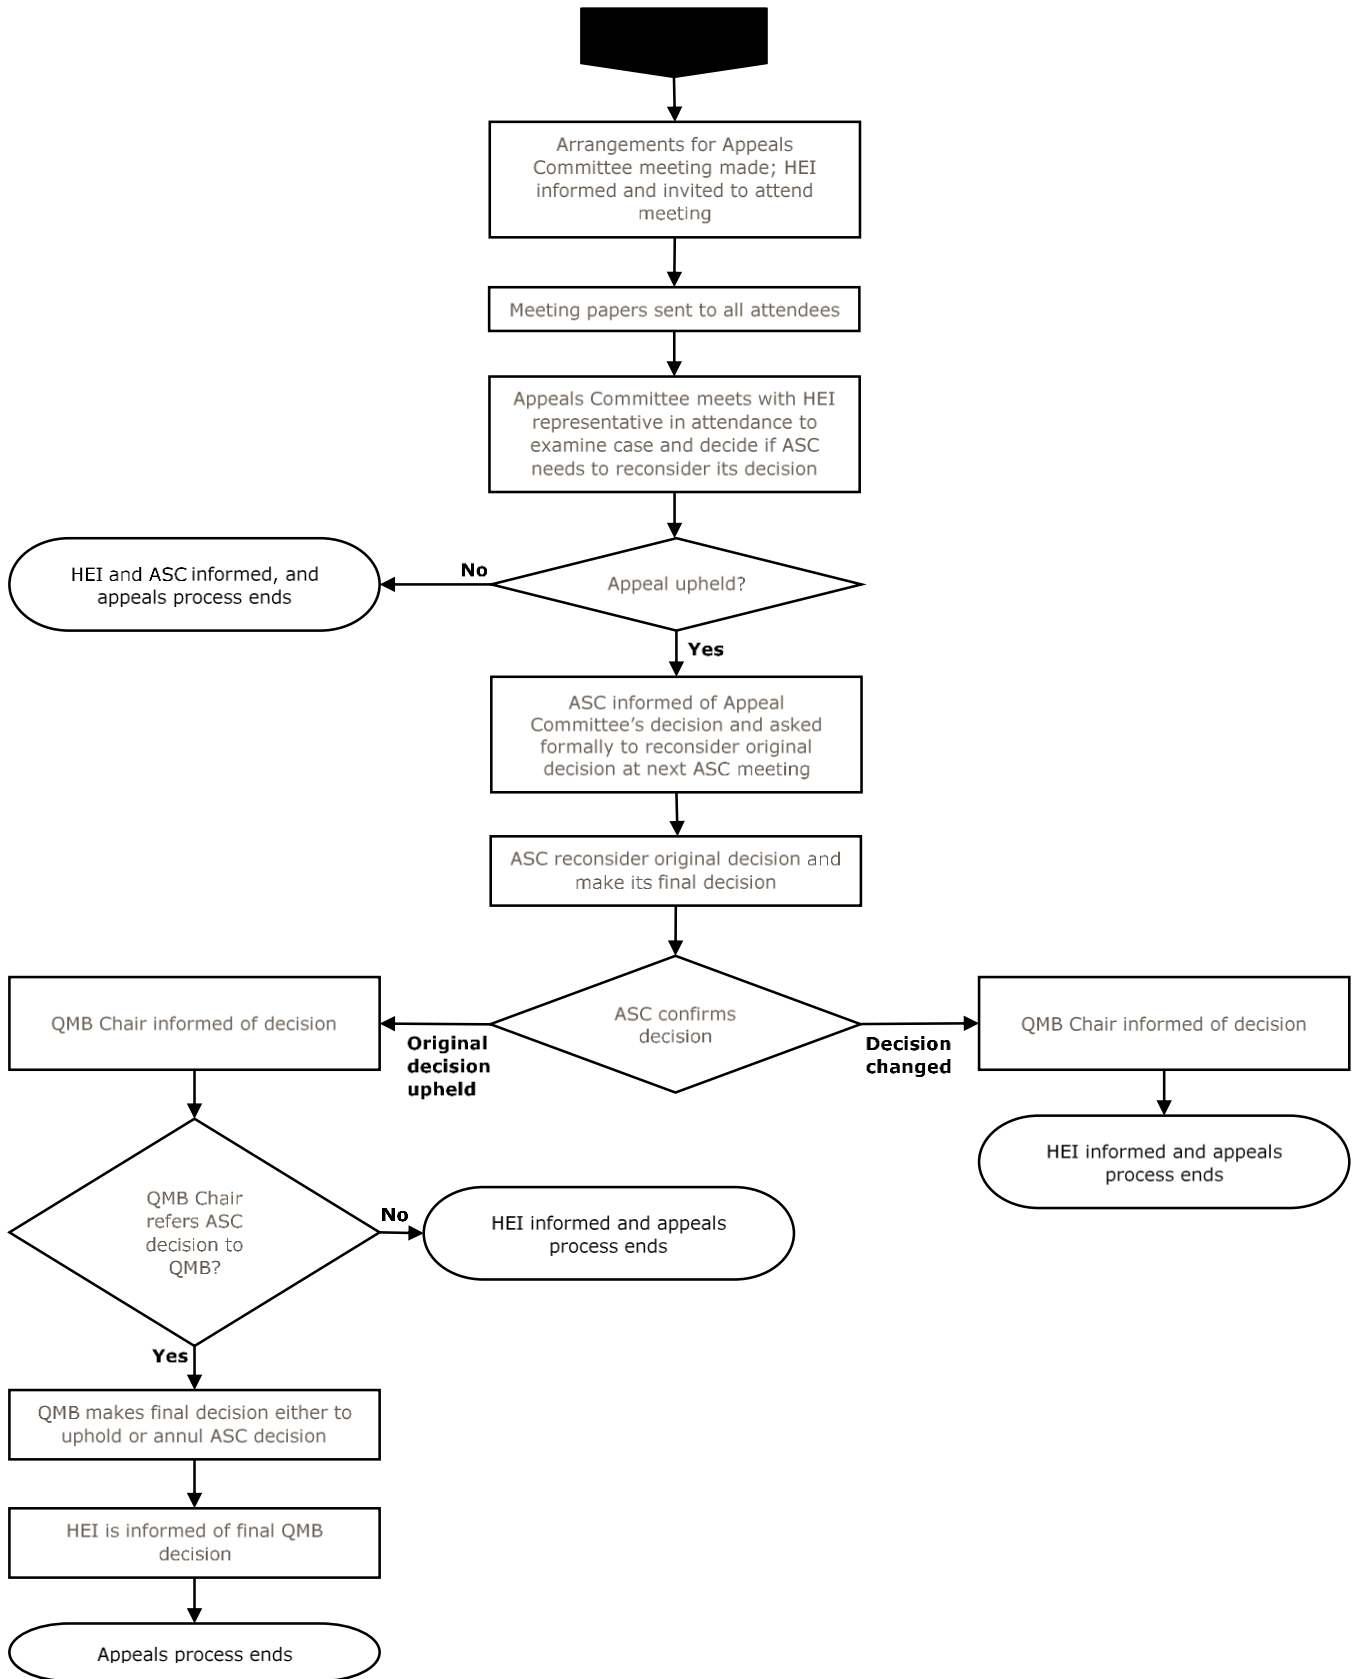 Arrangements for Appeals
Committee meeting made; HEI
informed and invited to attend
meeting
Meeting papers sent to all attendees
Appeals Committee meets with HEI
representative in attendance to
examine case and decide if ASC
needs to reconsider its decision
HEI and ASC informed, and
appeals process ends
No
Appeal upheld?
Yes
ASC informed of Appeal
Committee’s decision and asked
formally to reconsider original
decision at next ASC meeting
ASC reconsider original decision and
make its final decision
QMB Chair informed of decision
Original
decision
upheld
ASC confirms
decision
Decision
changed
QMB Chair informed of decision
HEI informed and appeals
process ends
QMB Chair
refers ASC
decision to
QMB?
No
HEI informed and appeals
process ends
Yes
QMB makes final decision either to
uphold or annul ASC decision
HEI is informed of final QMB
decision
Appeals process ends